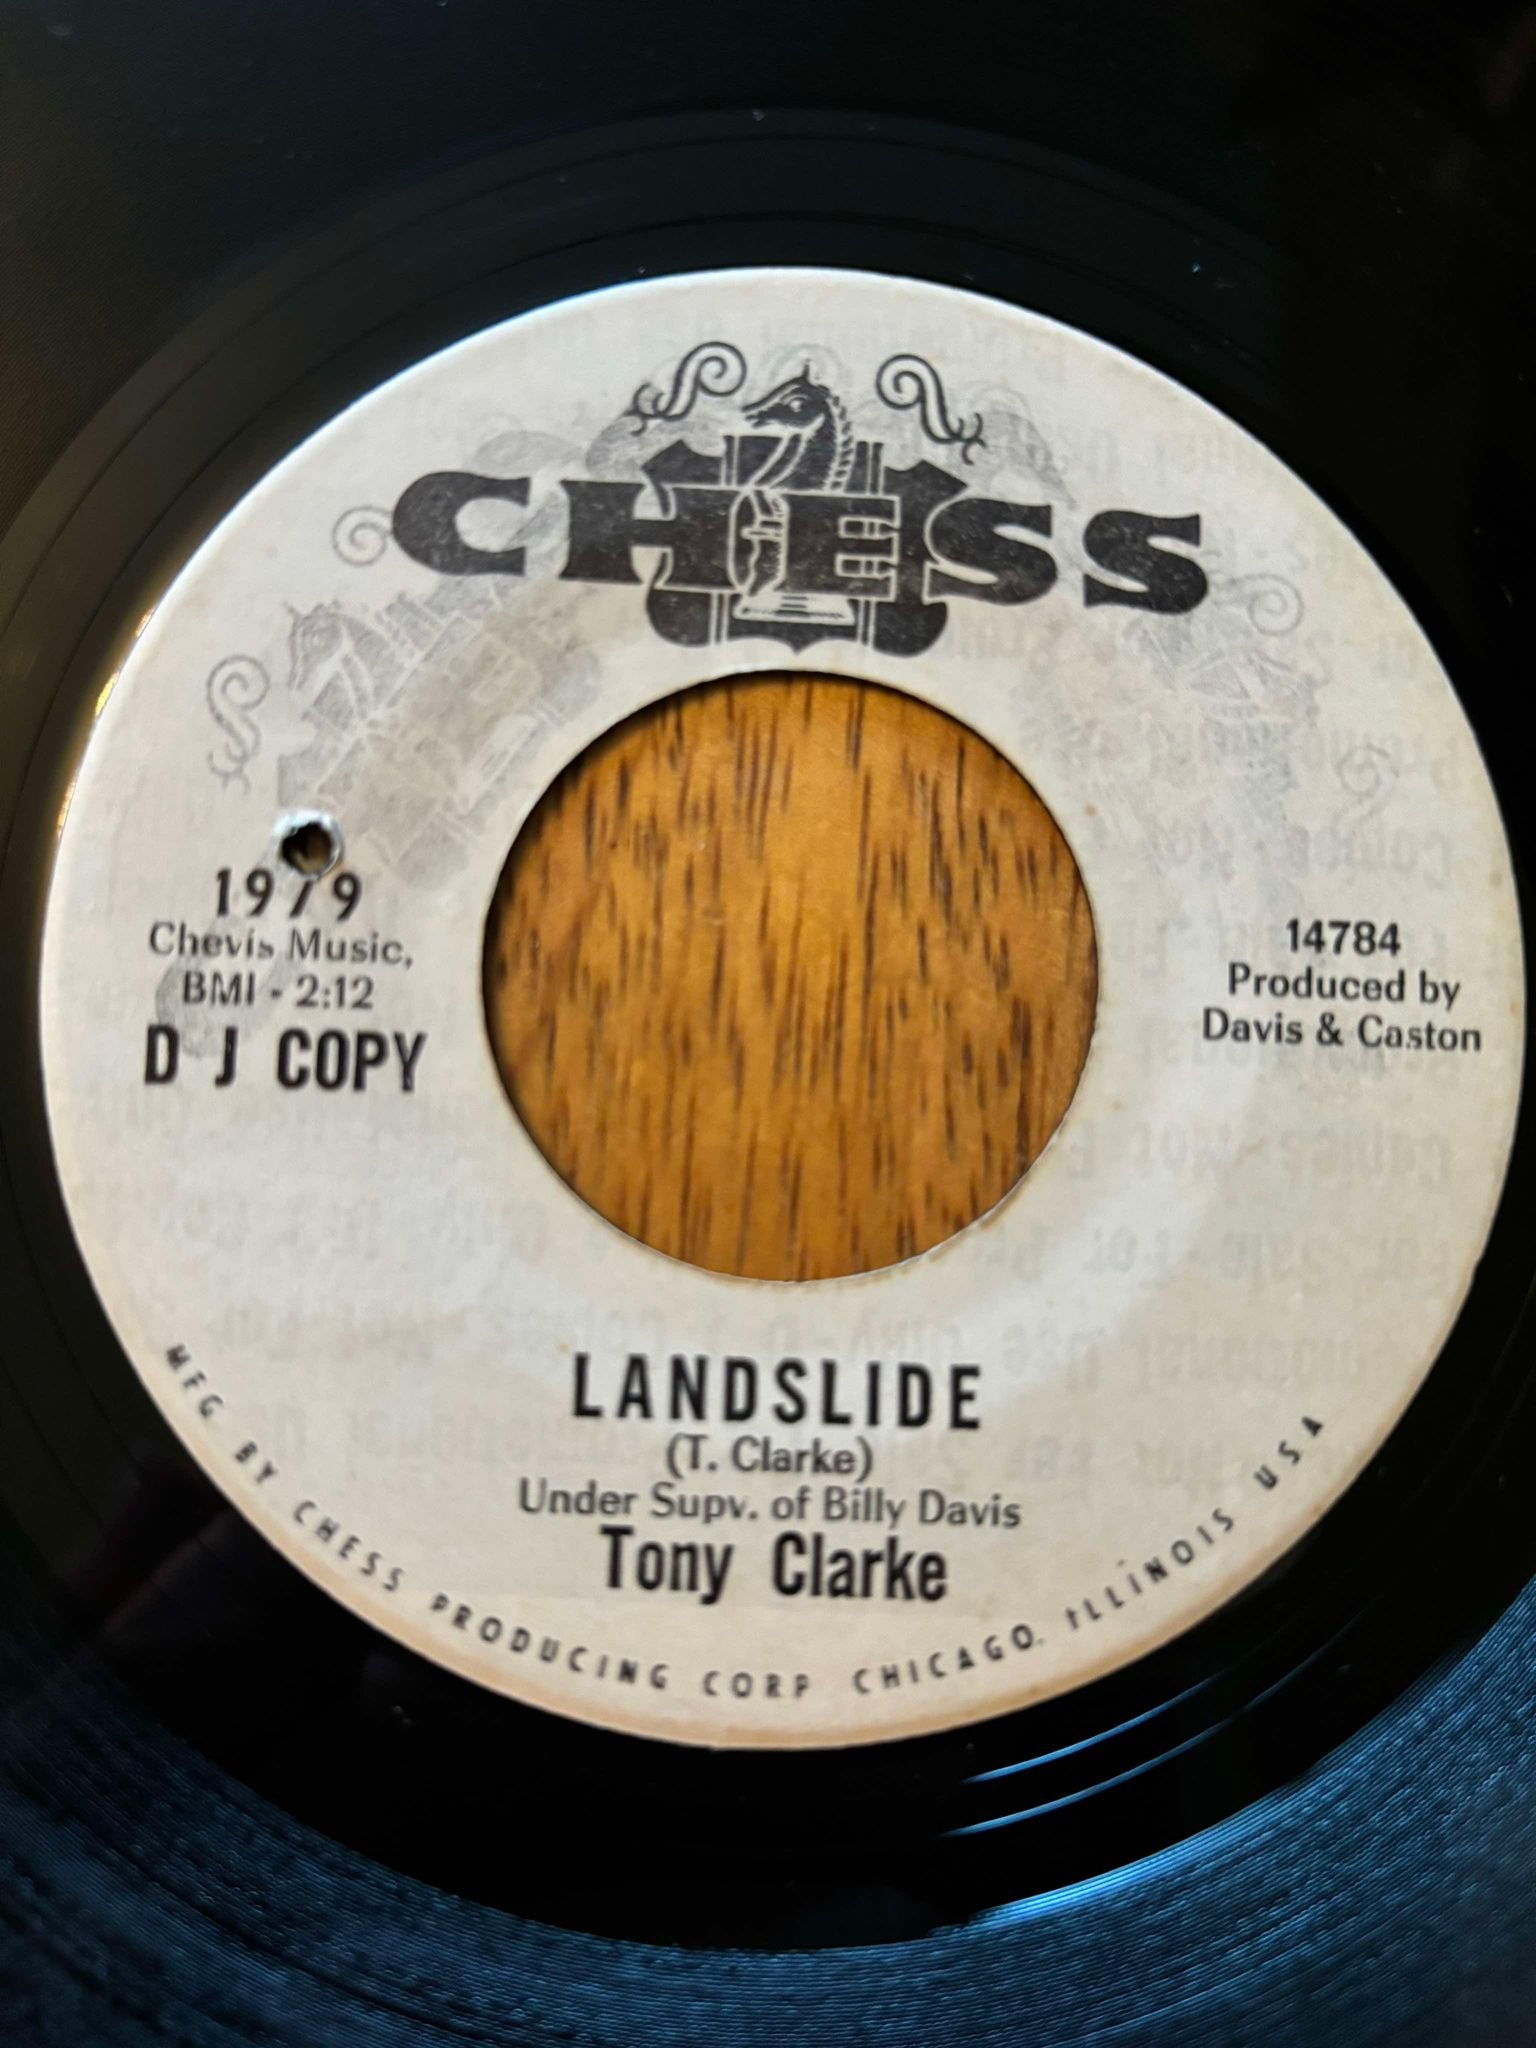 CHESS
1979
Chevis Music,
BMI - 2:12
D J COPY
14784
Produced by
Davis & Caston
LANDSLIDE
(T. Clarke)
Under Supv. of Billy Davis
Tony Clarke
MFG BY CHESS PRODUCING CORP CHICAGO, ILLINOIS U S A